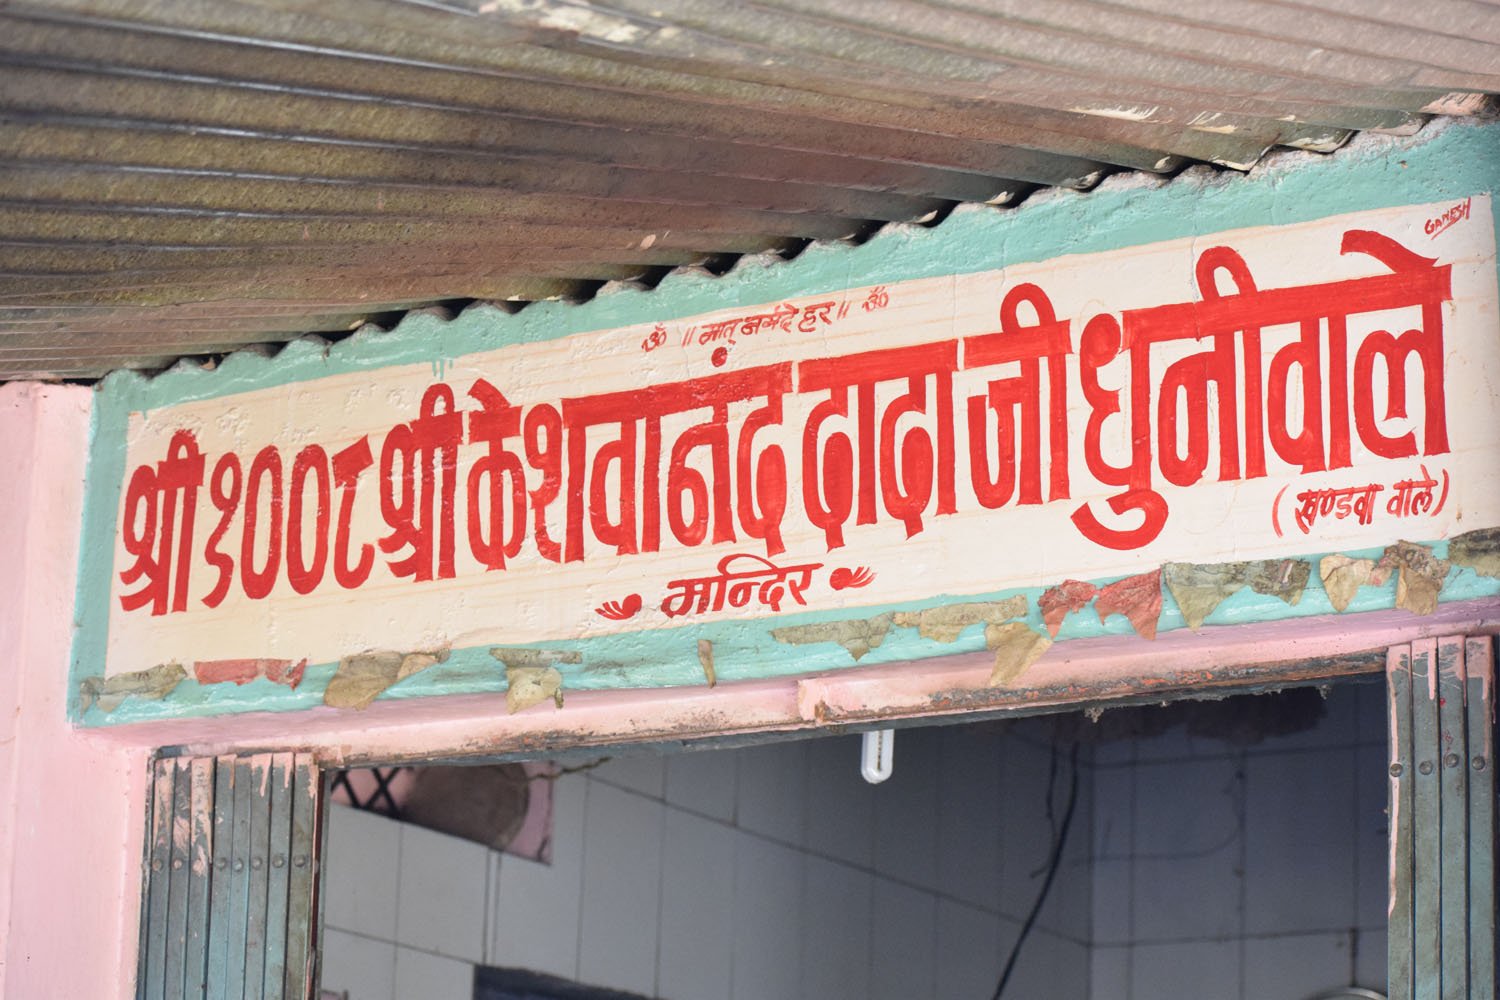 GANESH
ॐ ॥ मात् नर्मदे हर ॥ ॐ
श्री १००८ श्री केशवानंद दादा जी धुनीवाले
(खण्डवा वाले)
मन्दिर